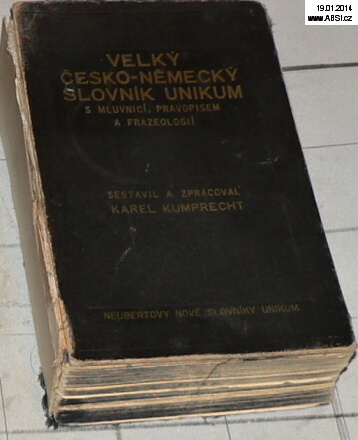 19.01.2014
www.ABSI.cz
VELKÝ
ČESKO-NĚMECKÝ
SLOVNÍK UNIKUM
S MLUVNICÍ, PRAVOPISEM
A FRAZEOLOGIÍ
SESTAVIL A ZPRACOVAL
KAREL KUMPRECHT
NEUBERTOVY NOVÉ SLOVNÍKY UNIKUM